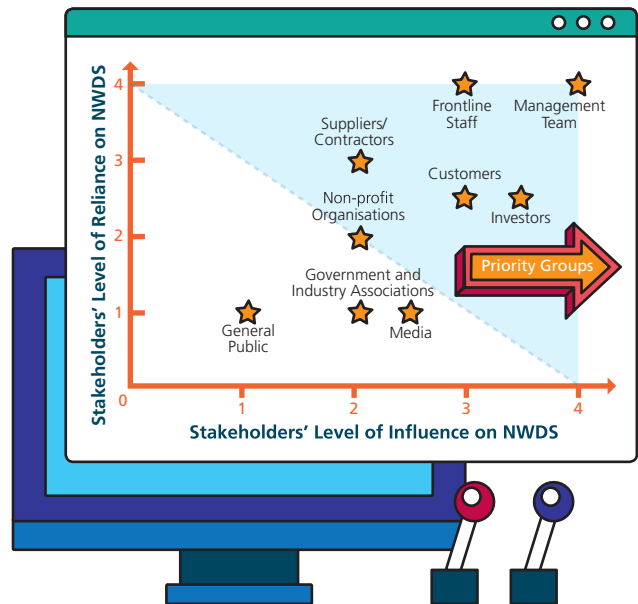 Stakeholders' Level of Reliance on NWDS
4
3
2
1
0
Frontline
Staff
Management
Team
Suppliers/
Contractors
Customers
Investors
Non-profit
Organisations
Priority Groups
Government and
Industry Associations
General
Public
Media
1
2
3
4
Stakeholders' Level of Influence on NWDS